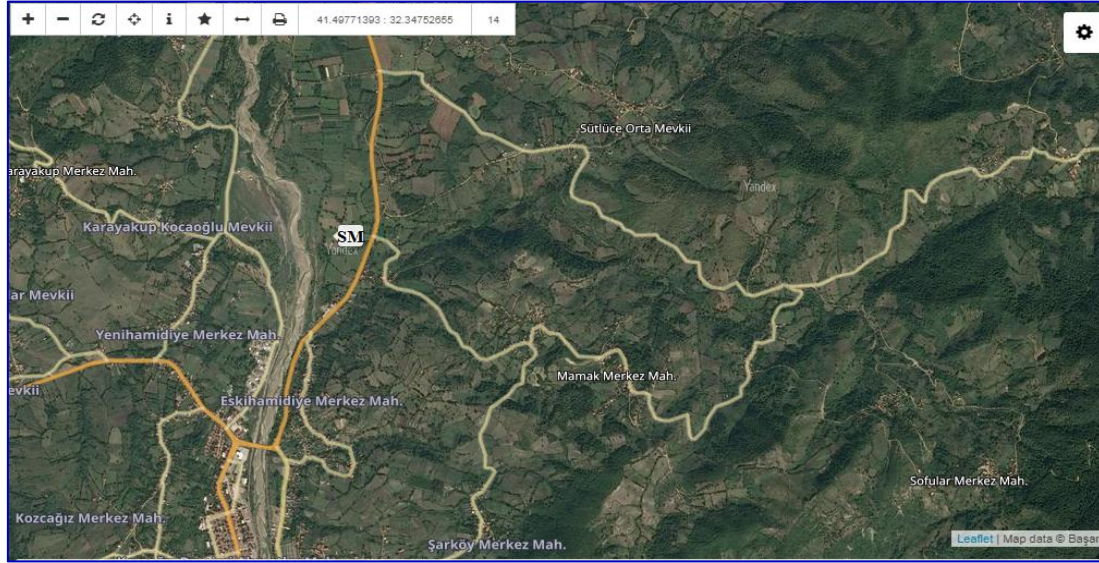 41.49771393 : 32.34752655
14
Sütlüce Orta Mevkii
arayakup Merkez Mah.
Yandex
Karayakup Kocaoğlu Mevkii
SM
Yandex
ar Mevkii
Yenihamidiye Merkez Mah.
Mamak Merkez Mah.
evkii
Eskihamidiye Merkez Mah.
Sofular Merkez Mah.
Kozcağız Merkez Mah.
Şarköy Merkez Mah.
Leaflet | Map data © Başar